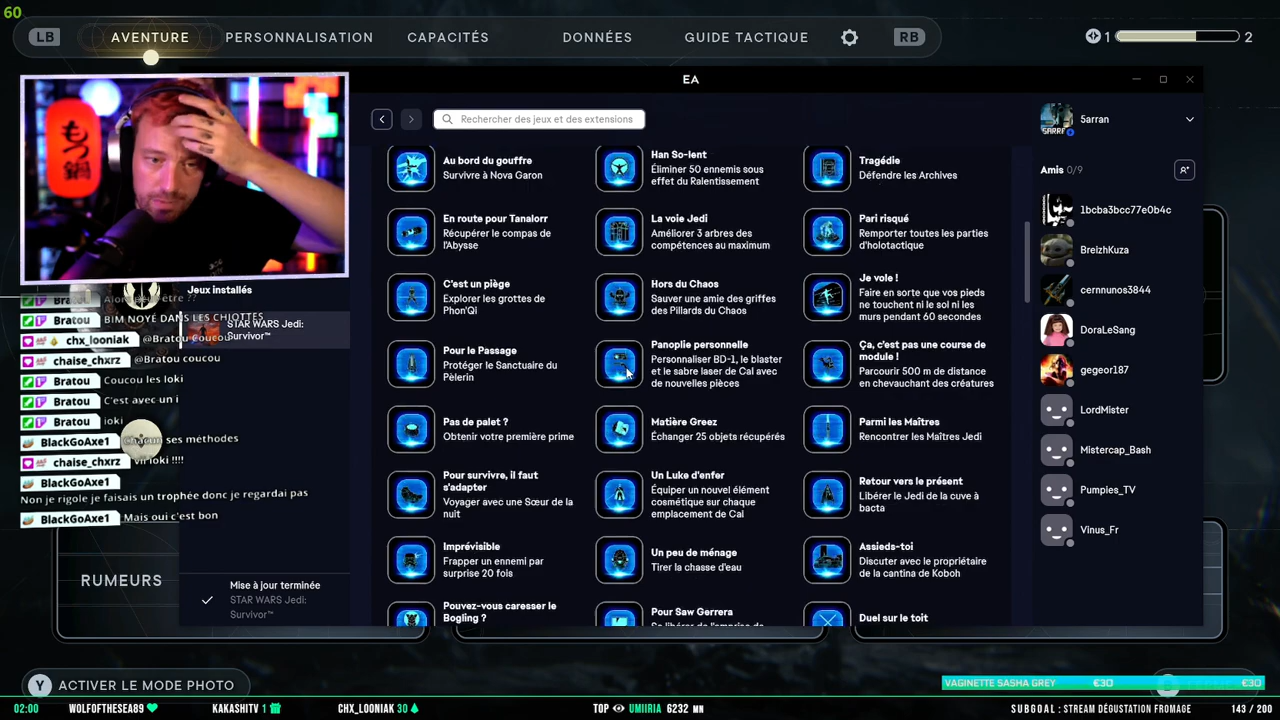 60
LB
AVENTURE
PERSONNALISATION
CAPACITÉS
DONNÉES
GUIDE TACTIQUE
RB
1
2
EA
Rechercher des jeux et des extensions
5arran
Amis 0/9
1bcba3bcc77e0b4c
BreizhKuza
cernnunos3844
DoraLeSang
gegeor187
LordMister
Mistercap_Bash
Pumpies_TV
Vinus_Fr
もつ鍋
Au bord du gouffre
Survivre à Nova Garon
Han So-lent
Éliminer 50 ennemis sous
effet du Ralentissement
Tragédie
Défendre les Archives
En route pour Tanalorr
Récupérer le compas de
l'Abysse
La voie Jedi
Améliorer 3 arbres des
compétences au maximum
Pari risqué
Remporter toutes les parties
d'holotactique
C'est un piège
Explorer les grottes de
Phon'Qi
Hors du Chaos
Sauver une amie des griffes
des Pillards du Chaos
Je vole !
Faire en sorte que vos pieds
ne touchent ni le sol ni les
murs pendant 60 secondes
Pour le Passage
Protéger le Sanctuaire du
Pèlerin
Panoplie personnelle
Personnaliser BD-1, le blaster
et le sabre laser de Cal avec
de nouvelles pièces
Ça, c'est pas une course de
module !
Parcourir 500 m de distance
en chevauchant des créatures
Pas de palet ?
Obtenir votre première prime
Matière Greez
Échanger 25 objets récupérés
Parmi les Maîtres
Rencontrer les Maîtres Jedi
Pour survivre, il faut
s'adapter
Voyager avec une Sœur de la
nuit
Un Luke d'enfer
Équiper un nouvel élément
cosmétique sur chaque
emplacement de Cal
Retour vers le présent
Libérer le Jedi de la cuve à
bacta
Imprévisible
Frapper un ennemi par
surprise 20 fois
Un peu de ménage
Tirer la chasse d'eau
Assieds-toi
Discuter avec le propriétaire
de la cantina de Koboh
Pouvez-vous caresser le
Bogling ?
Pour Saw Gerrera
Duel sur le toit
Jeux installés
STAR WARS Jedi:
Survivor™
Bratou
Bratou BIM NOYÉ DANS LES CHIOTTES
chx_looniak @Bratou coucou
chaise_chxrz @Bratou coucou
Bratou Coucou les loki
Bratou C'est avec un i
Bratou ioki
BlackGoAxe1 Chacun ses méthodes
chaise_chxrz vil loki !!!!
BlackGoAxe1
Non je rigole je faisais un trophée donc je regardai pas
BlackGoAxe1 Mais oui c'est bon
RUMEURS
Mise à jour terminée
STAR WARS Jedi:
Survivor™
Y ACTIVER LE MODE PHOTO
VAGINETTE SASHA GREY €30 €30
02:00
WOLFOFTHESEA89
KAKASHITV 1
CHX_LOONIAK 30
TOP UMIIRIA 6232 MN
SUBGOAL : STREAM DÉGUSTATION FROMAGE 143 / 200